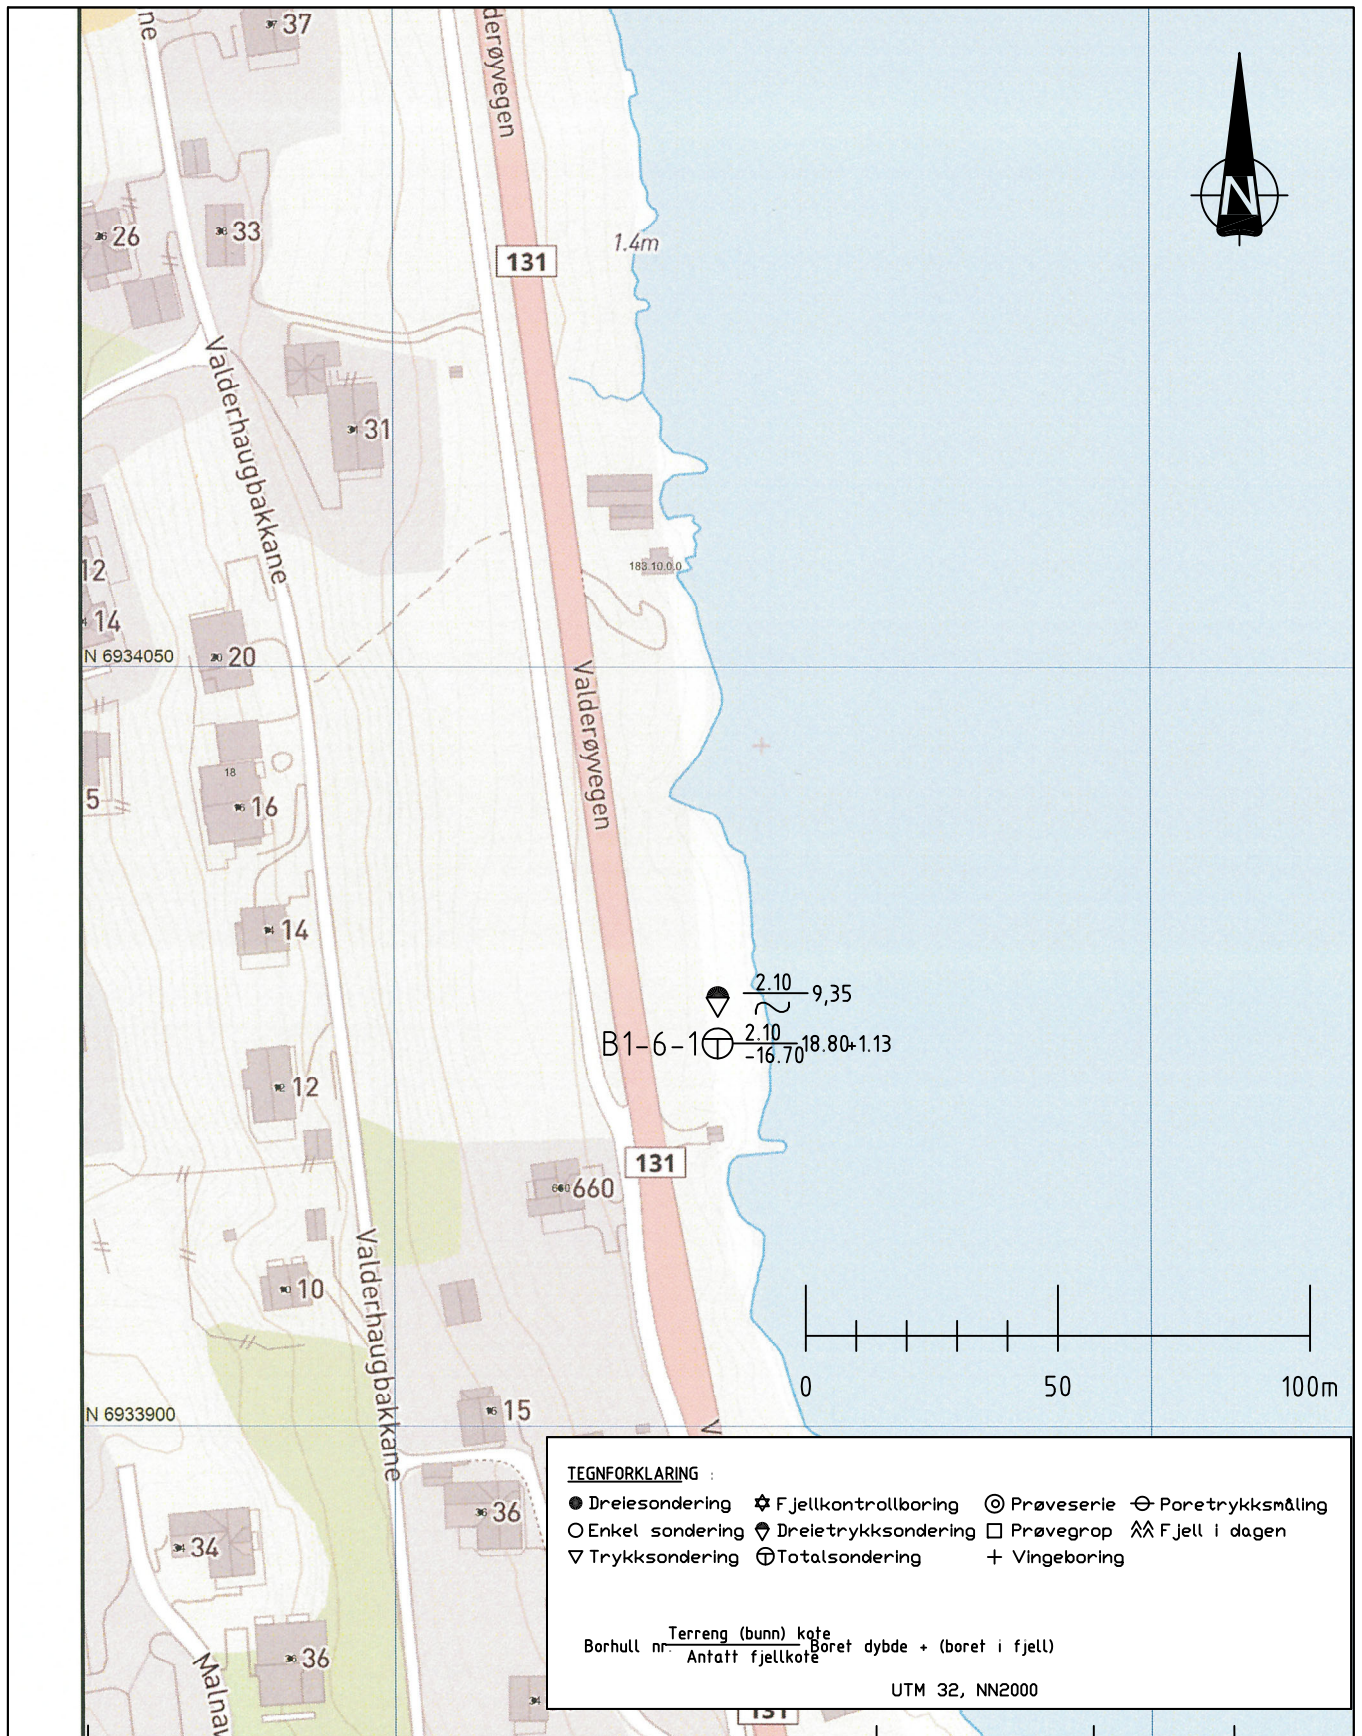 ne
37
derøyvegen
N
26
33
1.4m
131
Valderhaugbakkane
31
183.10.0.0
12
14
N 6934050
20
Valderøyvegen
18
5
16
14
2.10
9,35
B1-6-1
2.10
-16.70
18.80+1.13
12
131
660
Valderhaugbakkane
10
0
50
100m
15
N 6933900
V
TEGNFORKLARING :
Dreiesondering
Fjellkontrollboring
Prøveserie
Poretrykksmåling
Enkel sondering
Dreietrykksondering
Prøvegrop
Fjell i dagen
Trykksondering
Totalsondering
Vingeboring
36
34
Borhull nr.
Terreng (bunn) kote
Antatt fjellkote
Boret dybde + (boret i fjell)
UTM 32, NN2000
36
Malnav
131